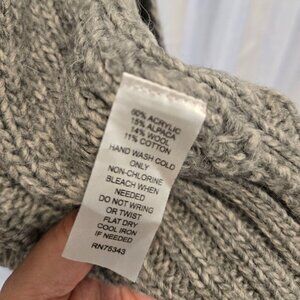 60% ACRYLIC
15% ALPACA
14% WOOL
11% COTTON
HAND WASH COLD
ONLY
NON-CHLORINE
BLEACH WHEN
NEEDED
DO NOT WRING
OR TWIST
FLAT DRY
COOL IRON
IF NEEDED
RN75343